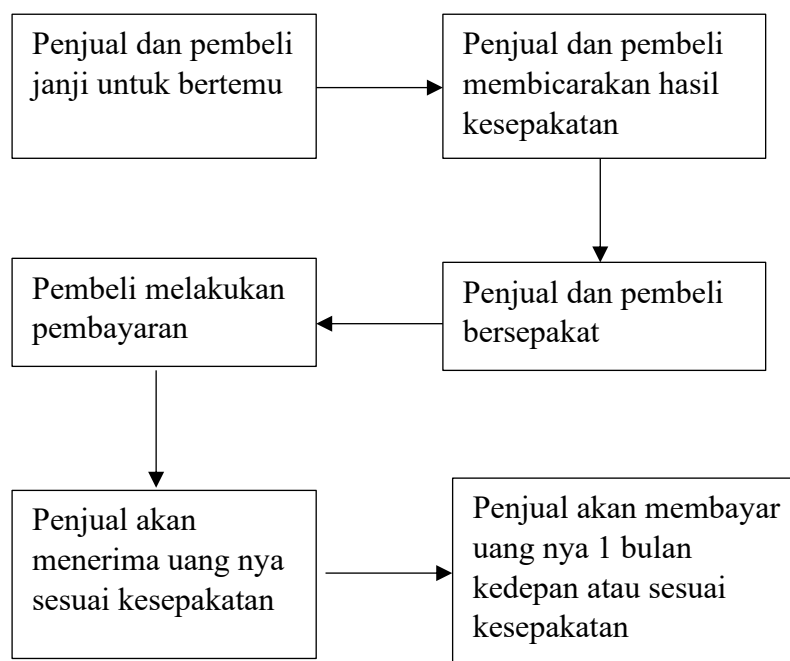 Penjual dan pembeli
janji untuk bertemu
Penjual dan pembeli
membicarakan hasil
kesepakatan
Penjual dan pembeli
bersepakat
Pembeli melakukan
pembayaran
Penjual akan
menerima uang nya
sesuai kesepakatan
Penjual akan membayar
uang nya 1 bulan
kedepan atau sesuai
kesepakatan